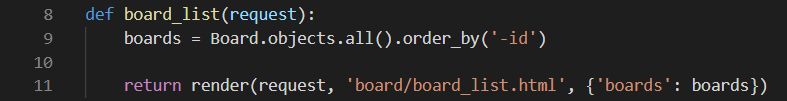 8 def board_list(request):
9 boards = Board.objects.all().order_by('-id')
10
11 return render(request, 'board/board_list.html', {'boards': boards})